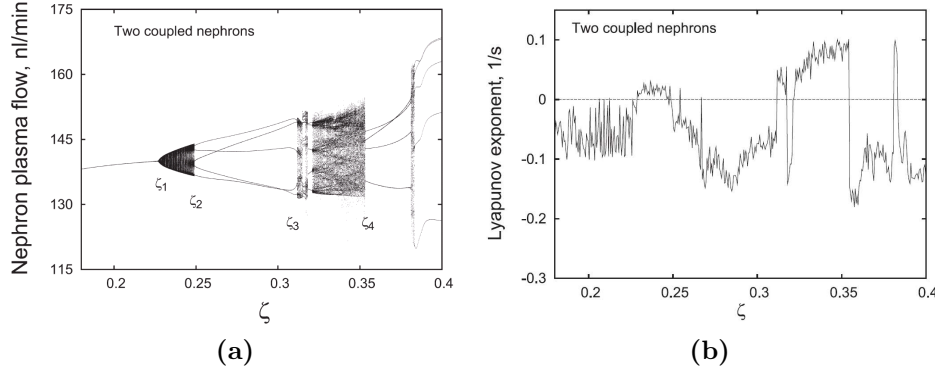 Two coupled nephrons
Nephron plasma flow, nl/min
175
160
145
130
115
0.2
0.25
0.3
0.35
0.4
ζ
ζ1
ζ2
ζ3
ζ4
(a)
Two coupled nephrons
Lyapunov exponent, 1/s
0.1
0
-0.1
-0.2
-0.3
0.2
0.25
0.3
0.35
0.4
ζ
(b)